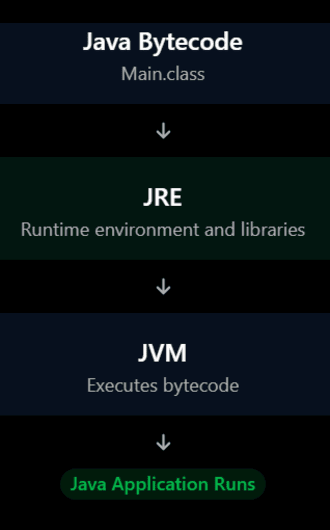 Java Bytecode
Main.class
↓
JRE
Runtime environment and libraries
↓
JVM
Executes bytecode
↓
Java Application Runs